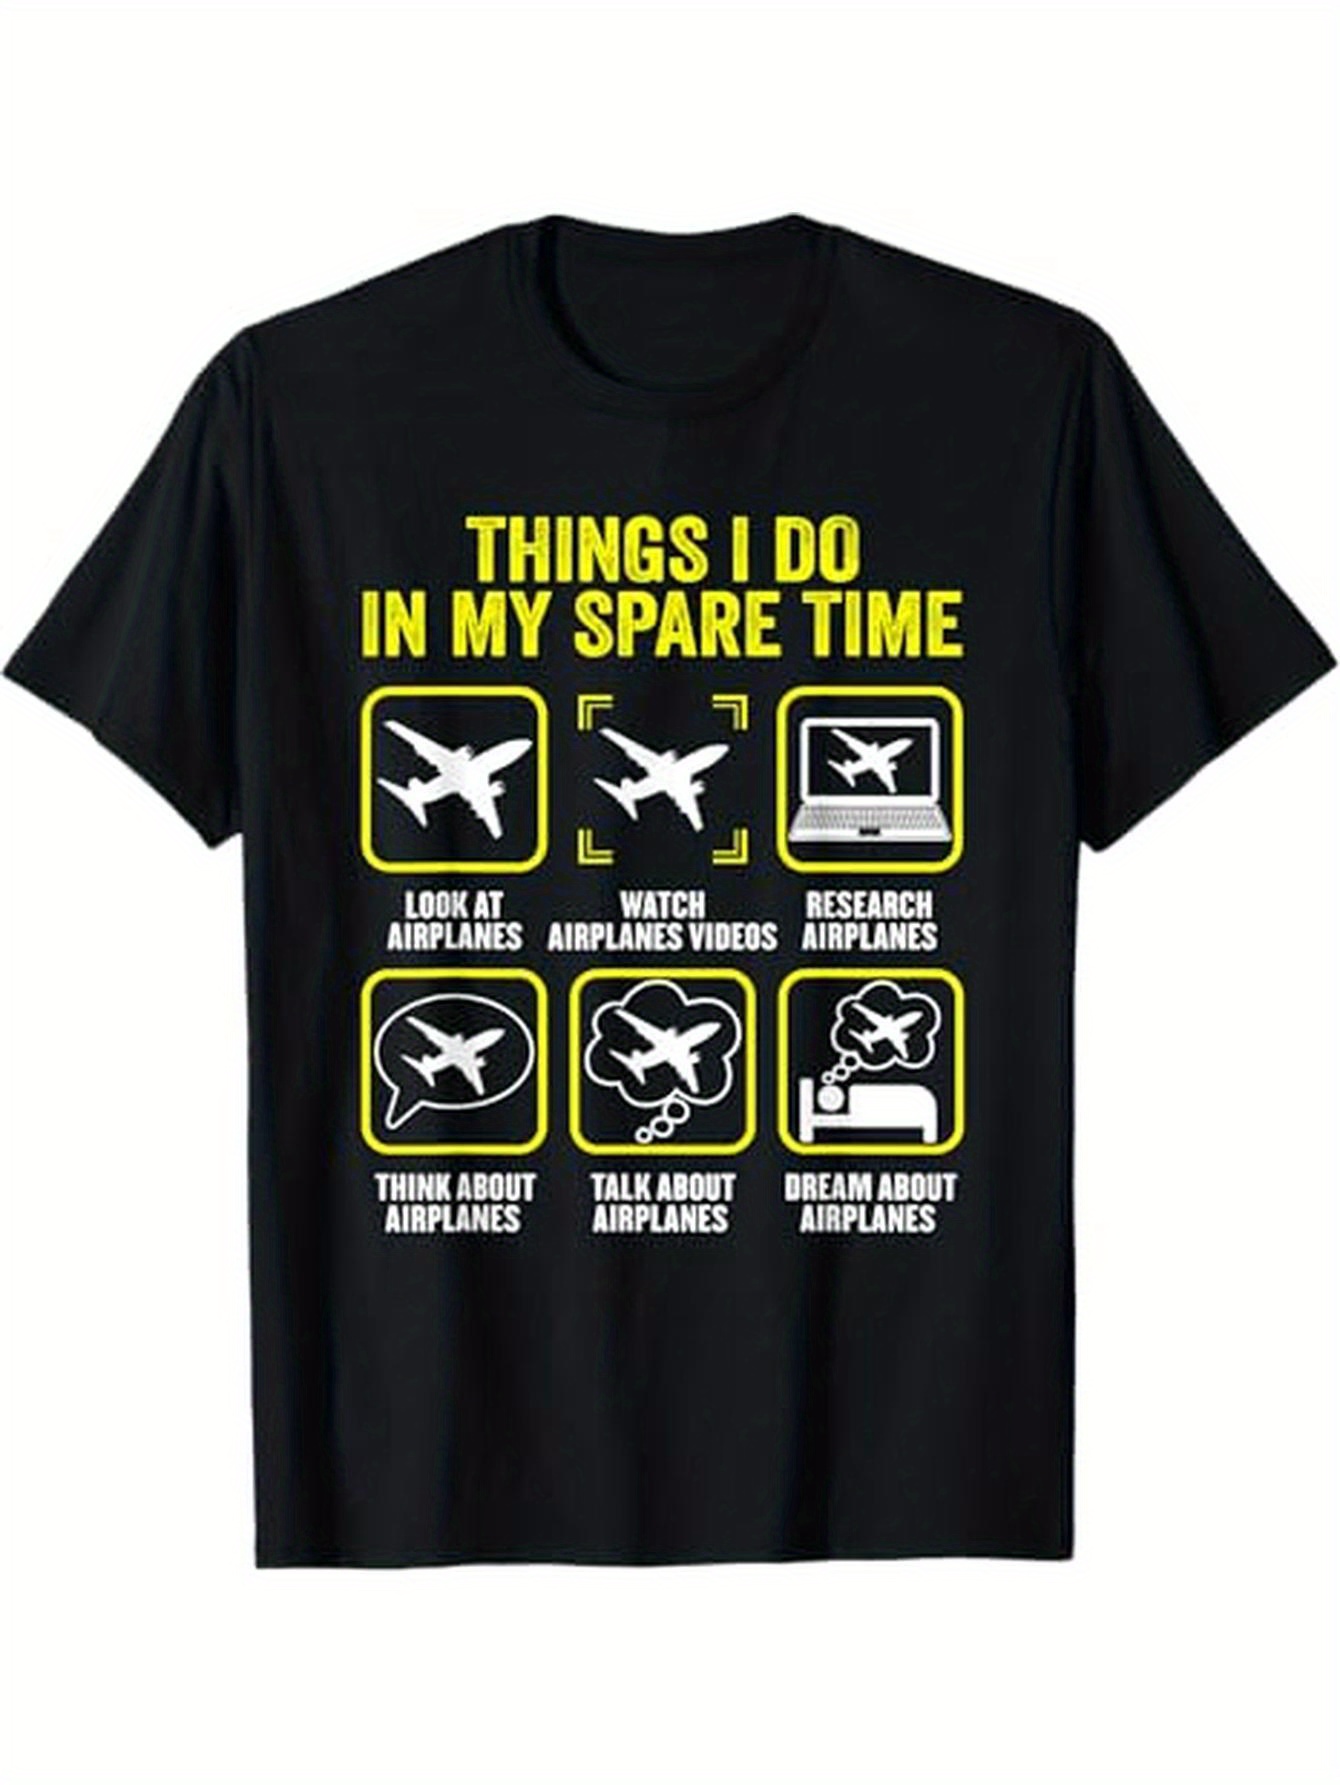 THINGS I DO
IN MY SPARE TIME
LOOK AT
AIRPLANES
WATCH
AIRPLANES VIDEOS
RESEARCH
AIRPLANES
THINK ABOUT
AIRPLANES
TALK ABOUT
AIRPLANES
DREAM ABOUT
AIRPLANES